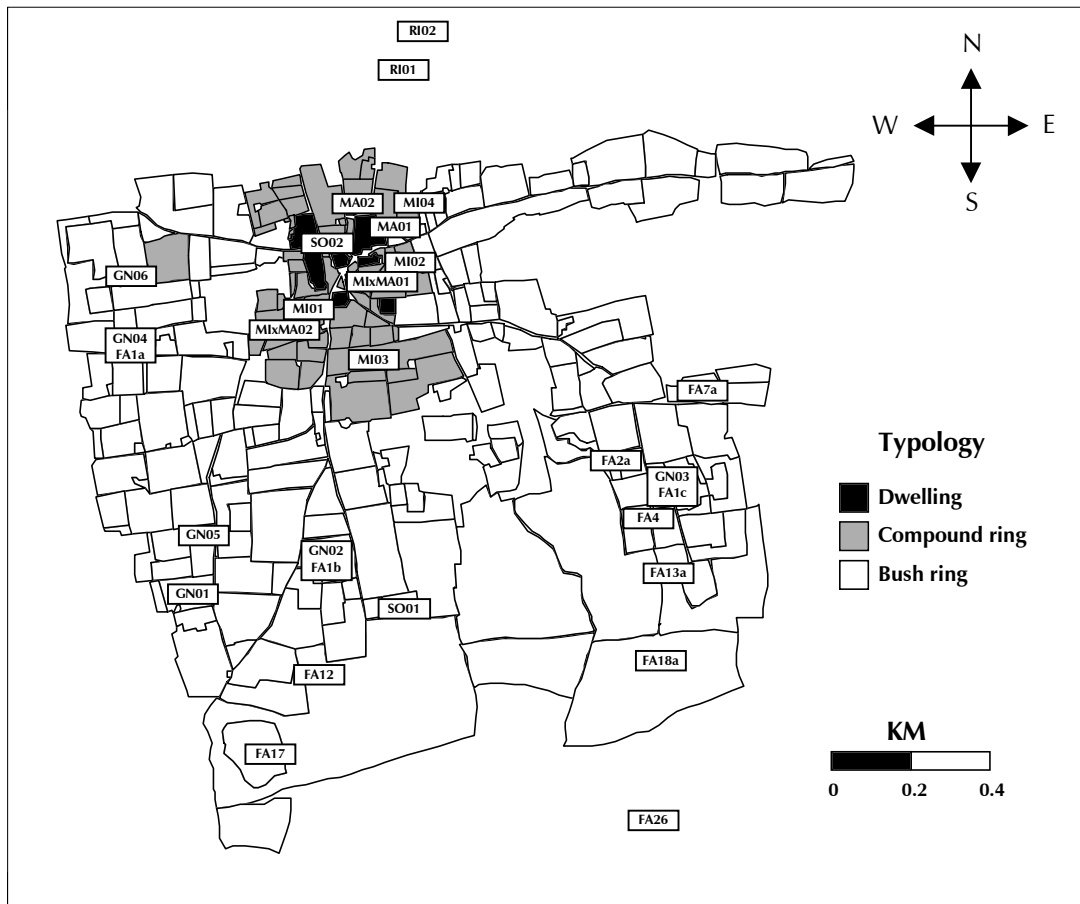 RI02
RI01
N
W E
S
MA02
MI04
MA01
SO02
MI02
MIxMA01
GN06
MI01
MIxMA02
GN04
FA1a
MI03
FA7a
FA2a
GN03
FA1c
FA4
GN05
GN02
FA1b
FA13a
GN01
SO01
FA12
FA18a
FA17
FA26
Typology
Dwelling
Compound ring
Bush ring
KM
0 0.2 0.4